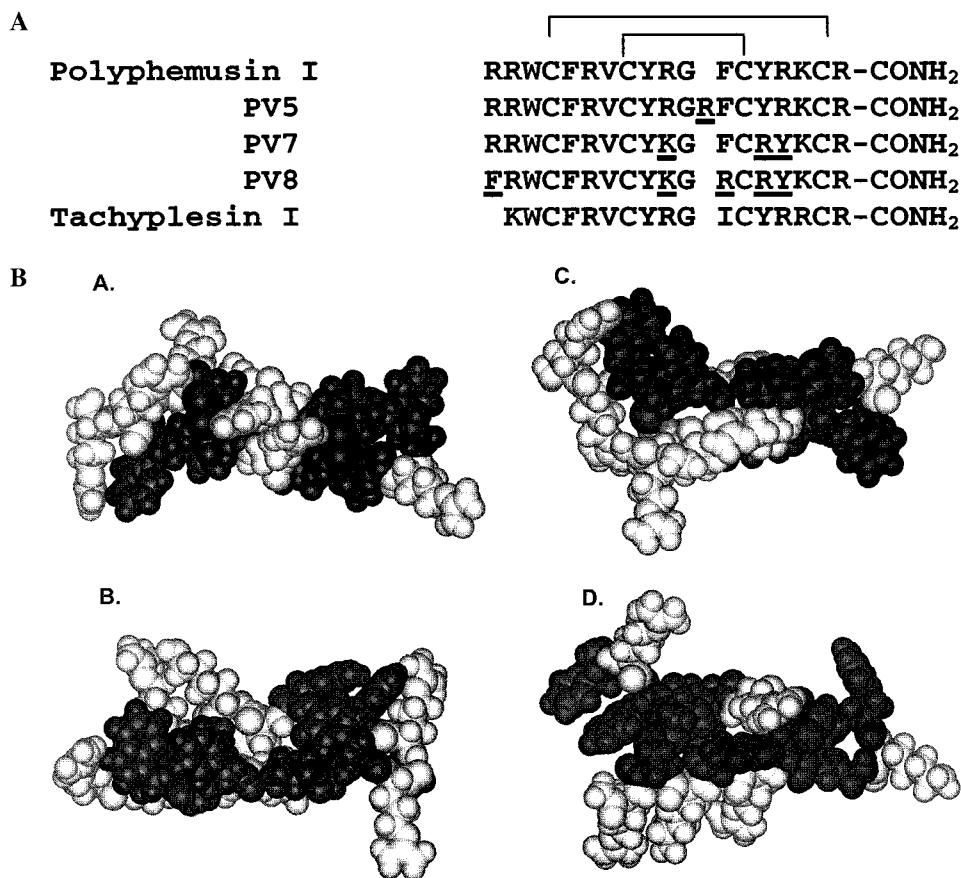 A
Polyphemusin I RRWCFRVCYRG FCYRKCR-CONH₂
PV5 RRWCFRVCYRGRFCYRKCR-CONH₂
PV7 RRWCFRVCYKG FCRYKCR-CONH₂
PV8 FRWCFRVCYKG RCRYKCR-CONH₂
Tachyplesin I KWCFRVCYRG ICYRRCR-CONH₂
B
A.
C.
B.
D.